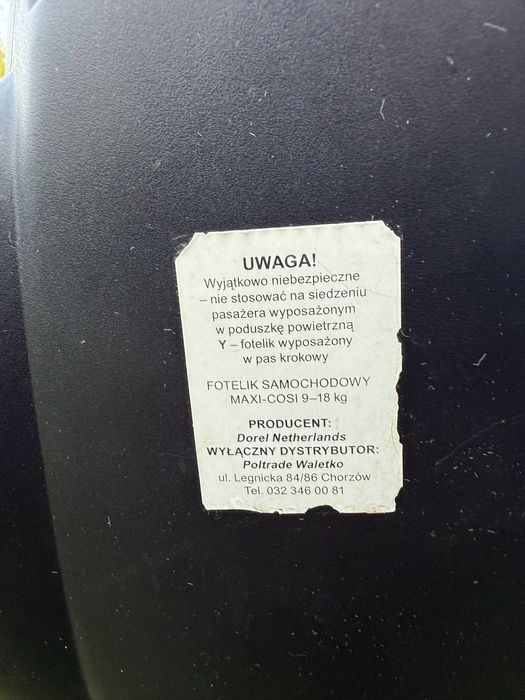 UWAGA!
Wyjątkowo niebezpieczne
– nie stosować na siedzeniu
pasażera wyposażonym
w poduszkę powietrzną
Y – fotelik wyposażony
w pas krokowy
FOTELIK SAMOCHODOWY
MAXI-COSI 9–18 kg
PRODUCENT:
Dorel Netherlands
WYŁĄCZNY DYSTRYBUTOR:
Poltrade Waletko
ul. Legnicka 84/86 Chorzów
Tel. 032 346 00 81